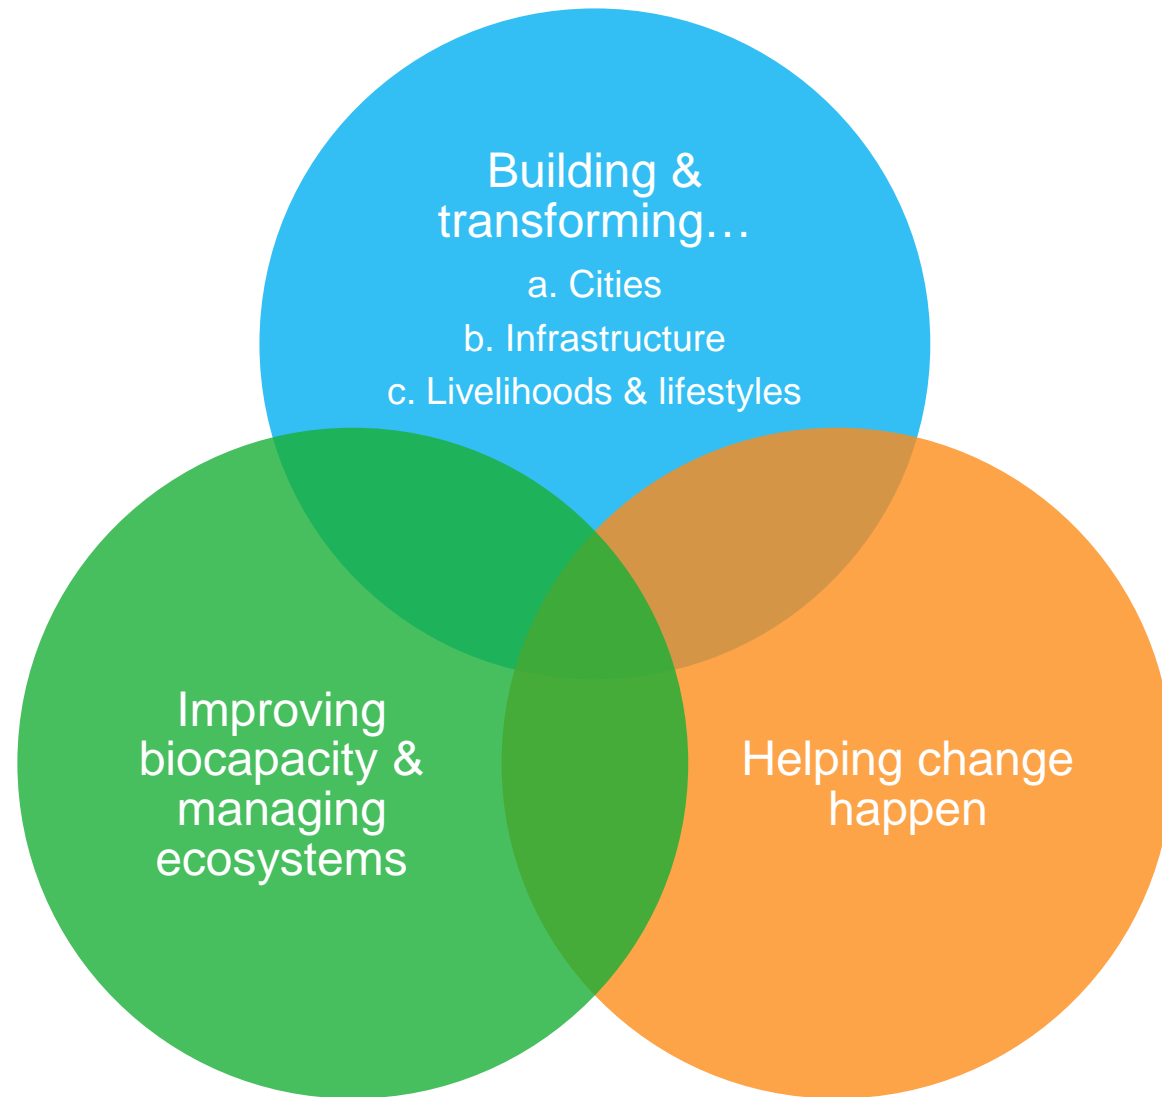 Building &
transforming…
a. Cities
b. Infrastructure
c. Livelihoods & lifestyles
Improving
biocapacity &
managing
ecosystems
Helping change
happen